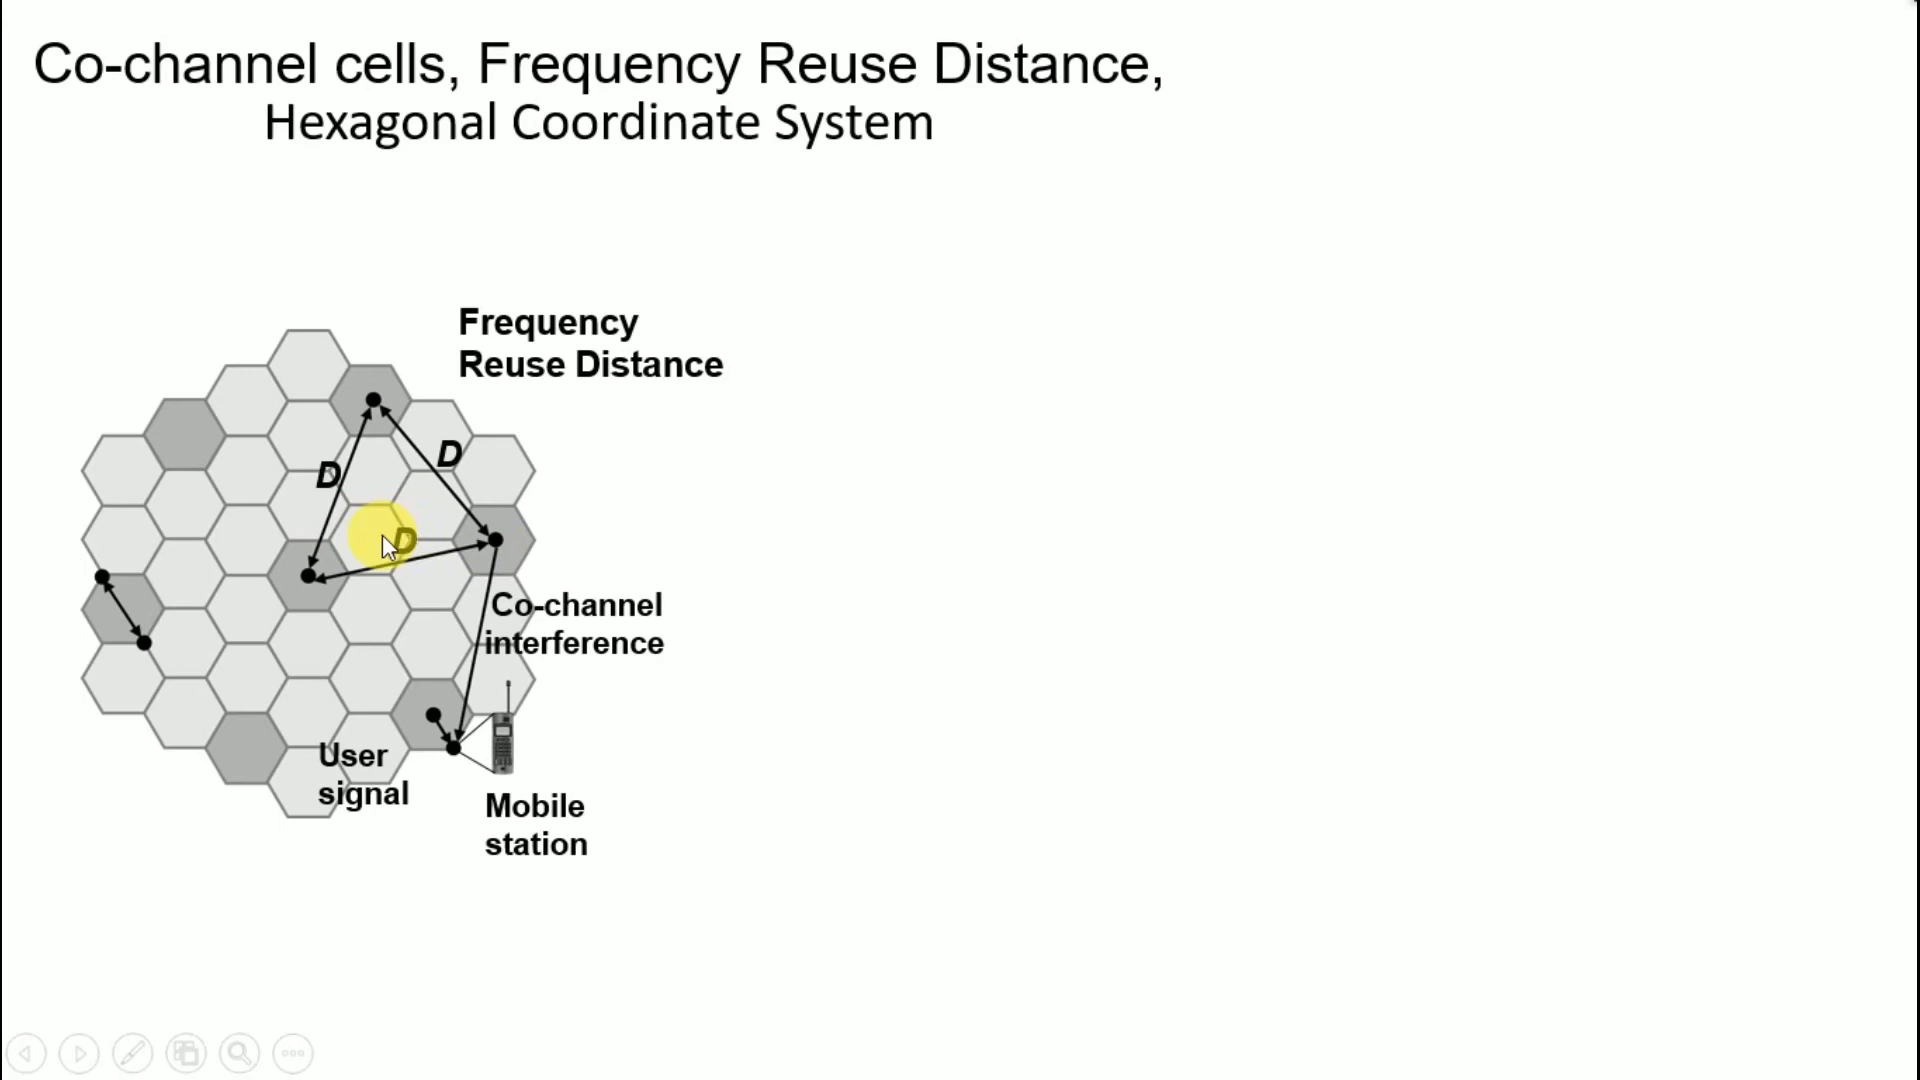 Co-channel cells, Frequency Reuse Distance,
Hexagonal Coordinate System
Frequency
Reuse Distance
D
D
D
Co-channel
interference
User
signal
Mobile
station